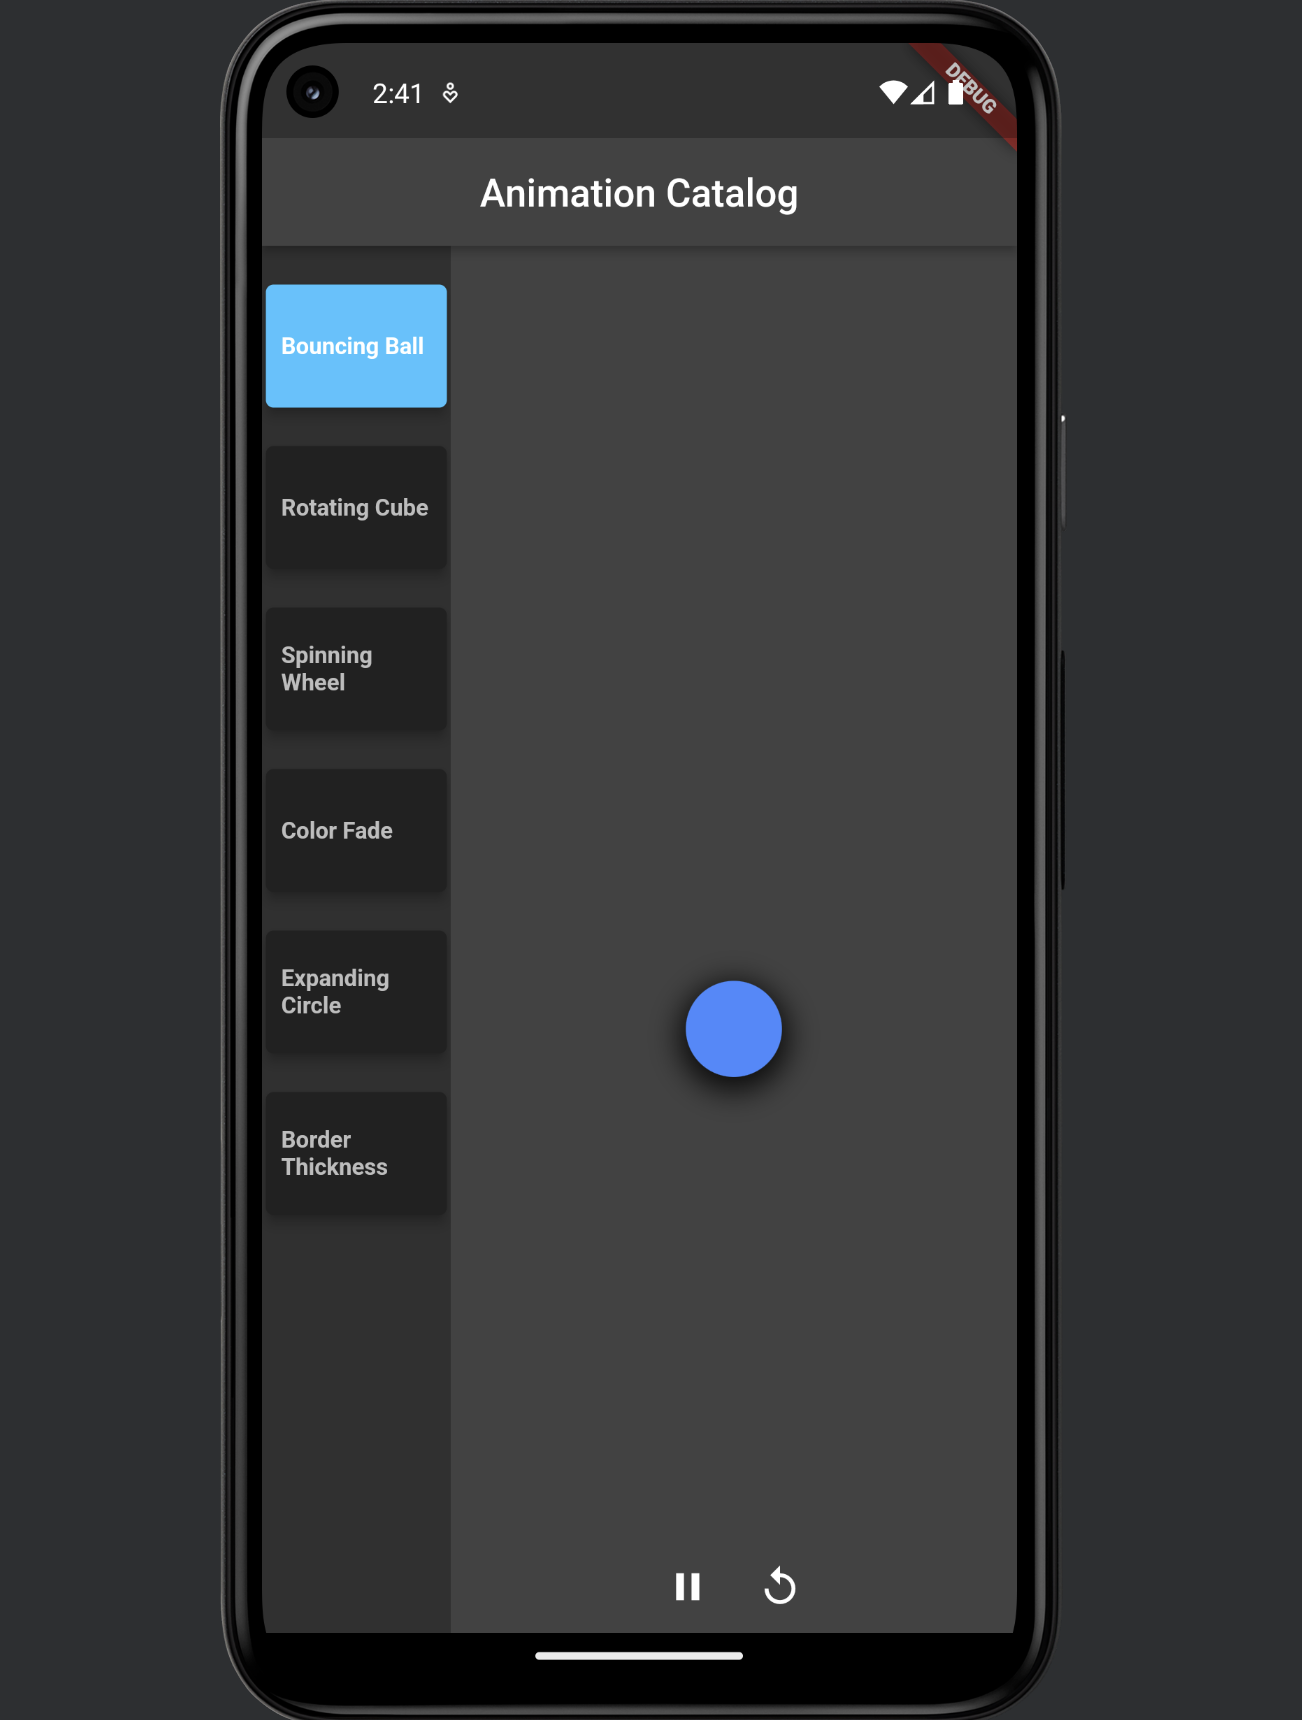 2:41
DEBUG
Animation Catalog
Bouncing Ball
Rotating Cube
Spinning
Wheel
Color Fade
Expanding
Circle
Border
Thickness